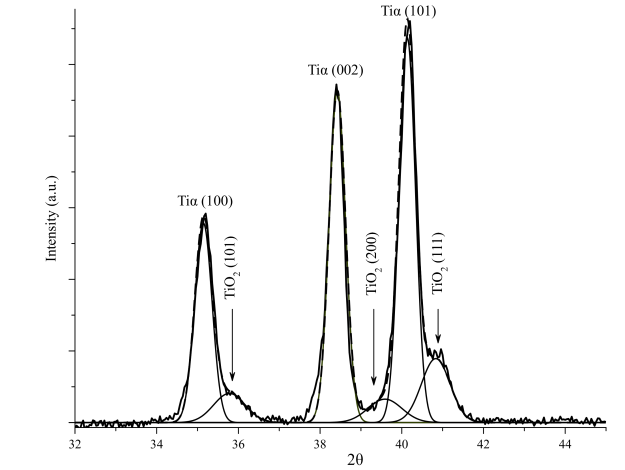 Tiα (101)
Tiα (002)
Tiα (100)
TiO2 (101)
TiO2 (200)
TiO2 (111)
Intensity (a.u.)
32 34 36 38 40 42 44
2θ